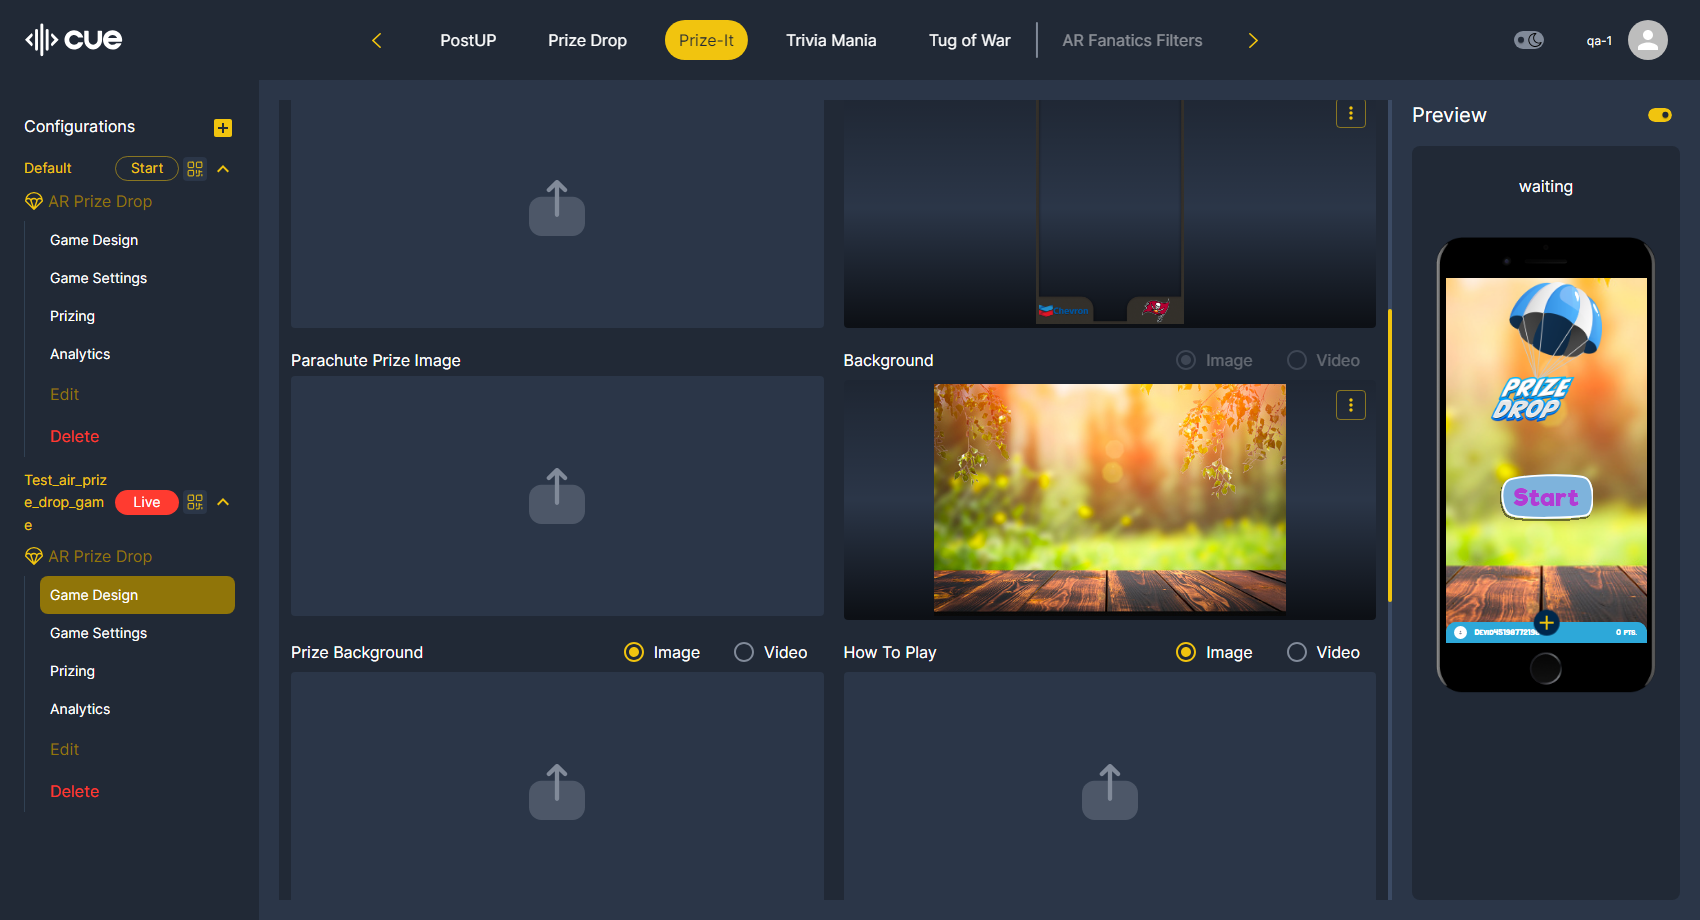 cue
PostUP
Prize Drop
Prize-It
Trivia Mania
Tug of War
AR Fanatics Filters
qa-1
Configurations
Default
Start
AR Prize Drop
Game Design
Game Settings
Prizing
Analytics
Edit
Delete
Test_air_priz
e_drop_gam
e
Live
AR Prize Drop
Game Design
Game Settings
Prizing
Analytics
Edit
Delete
Chevron
Parachute Prize Image
Background
Image
Video
Prize Background
Image
Video
How To Play
Image
Video
Preview
waiting
PRIZE
DROP
Start
0 PTS.